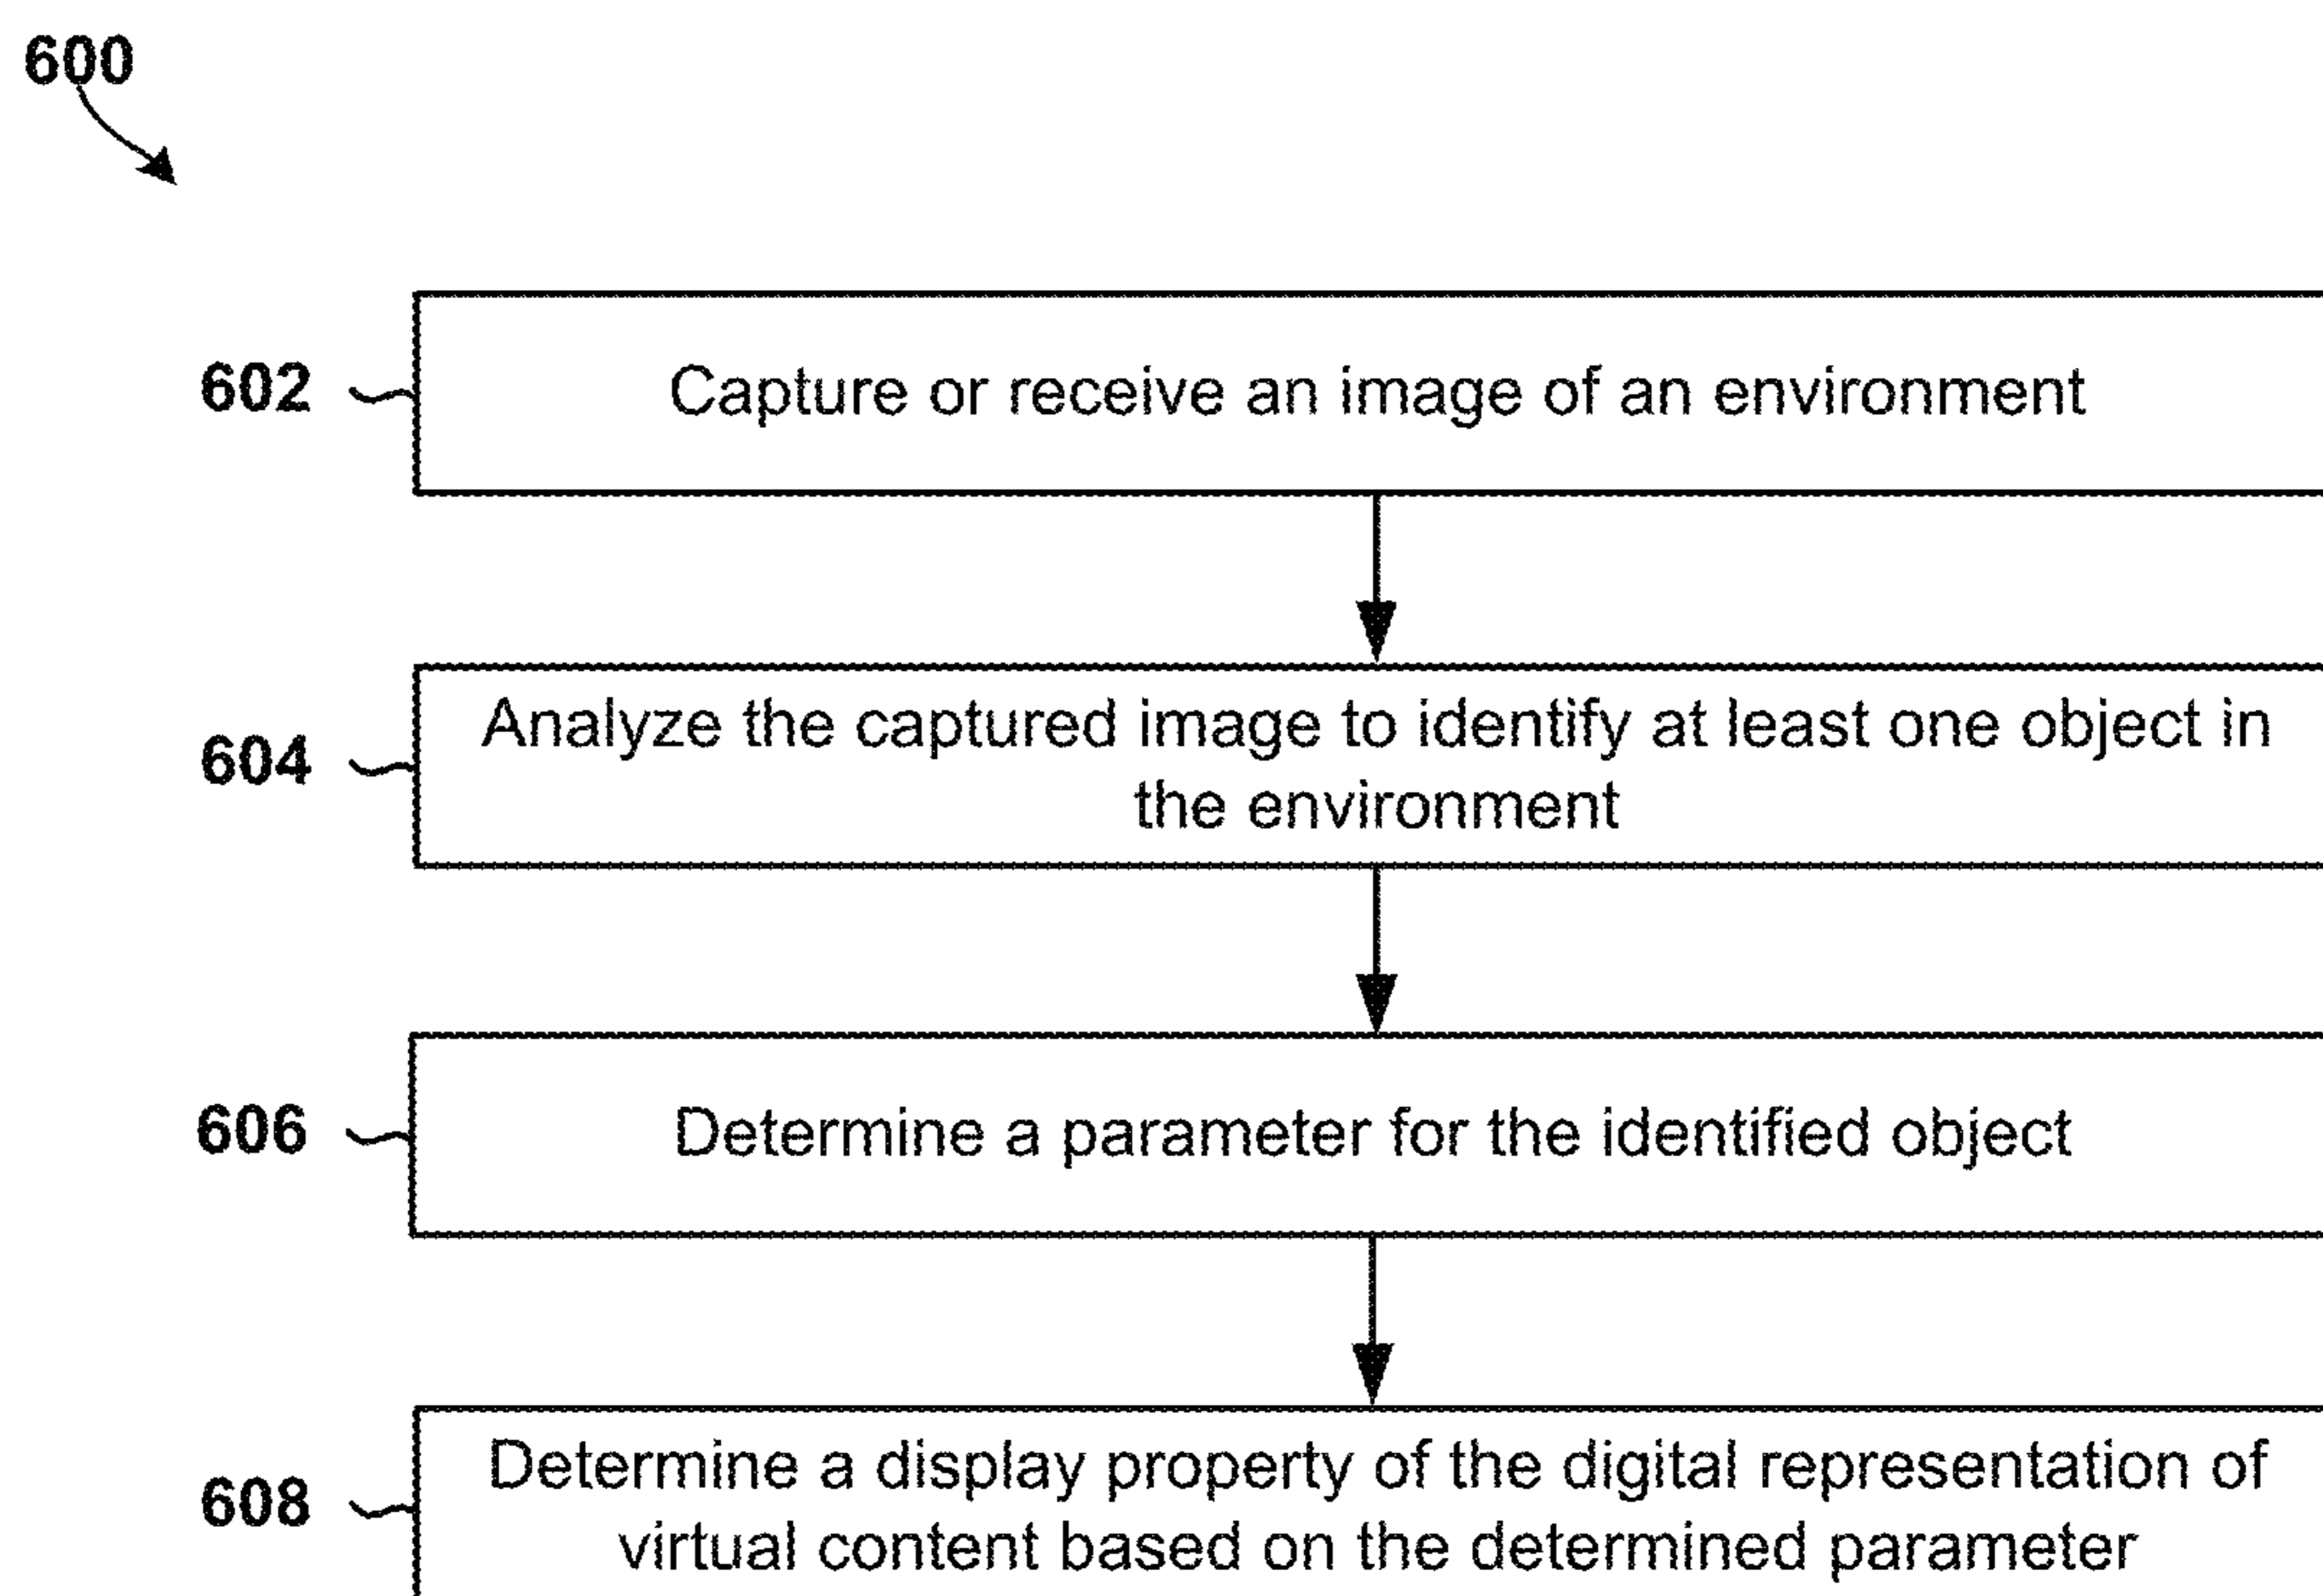 600
602
Capture or receive an image of an environment
604
Analyze the captured image to identify at least one object in
the environment
606
Determine a parameter for the identified object
608
Determine a display property of the digital representation of
virtual content based on the determined parameter